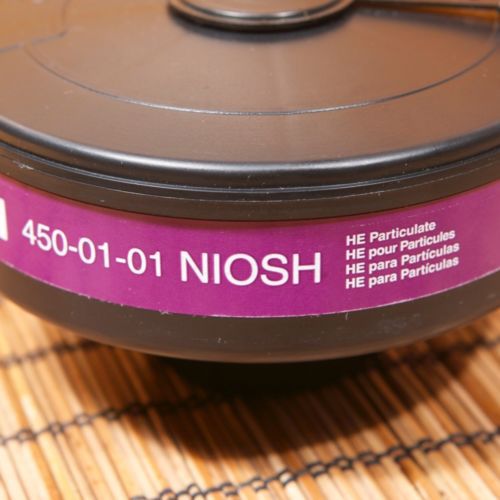 450-01-01 NIOSH
HE Particulate
HE pour Particules
HE para Partículas
HE para Partículas